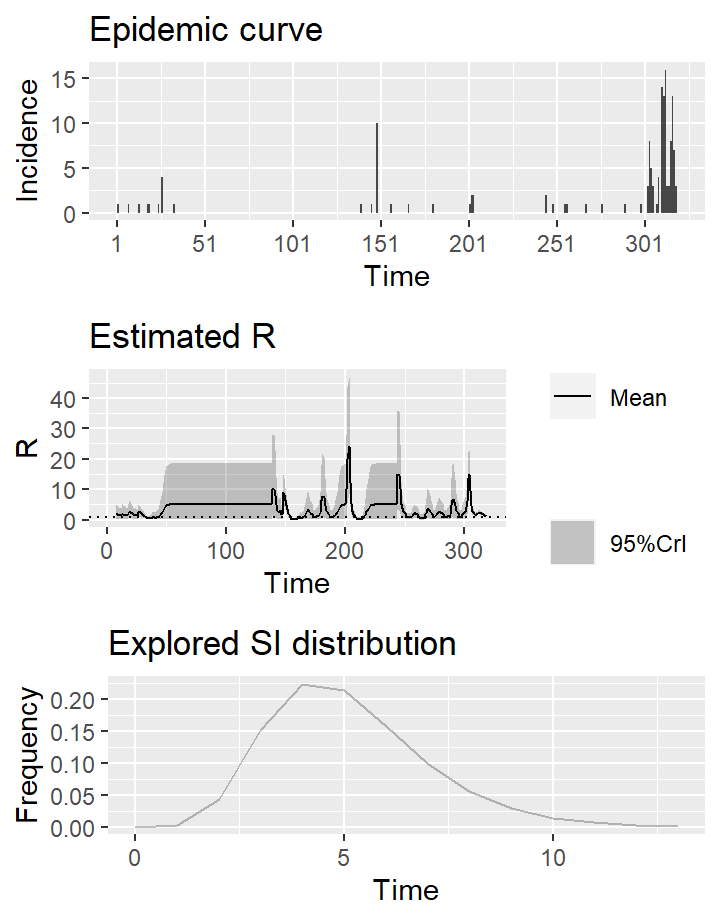 Epidemic curve
Incidence
15
10
5
0
1 51 101 151 201 251 301
Time
Estimated R
R
40
30
20
10
0
0 100 200 300
Time
Mean
95%CrI
Explored SI distribution
Frequency
0.20
0.15
0.10
0.05
0.00
0 5 10
Time